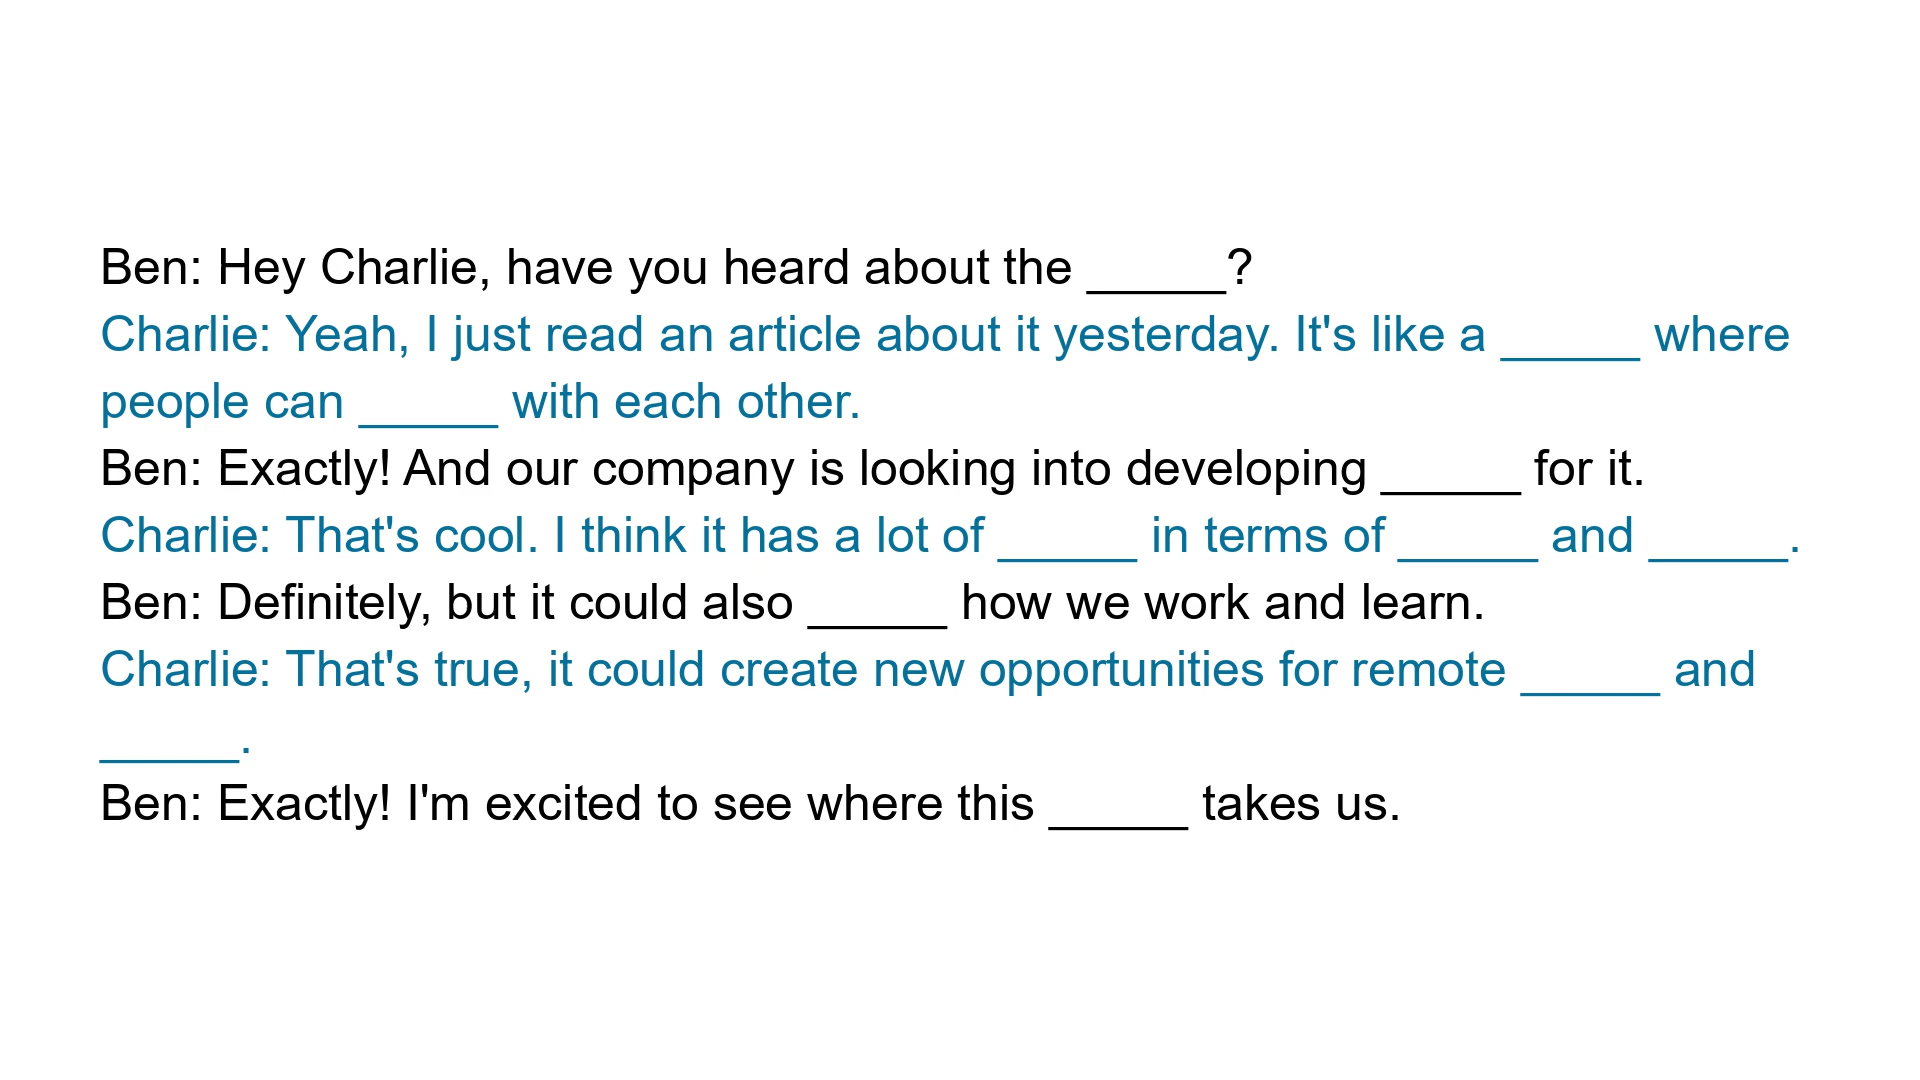 Ben: Hey Charlie, have you heard about the _____?
Charlie: Yeah, I just read an article about it yesterday. It's like a _____ where
people can _____ with each other.
Ben: Exactly! And our company is looking into developing _____ for it.
Charlie: That's cool. I think it has a lot of _____ in terms of _____ and _____.
Ben: Definitely, but it could also _____ how we work and learn.
Charlie: That's true, it could create new opportunities for remote _____ and
_____.
Ben: Exactly! I'm excited to see where this _____ takes us.